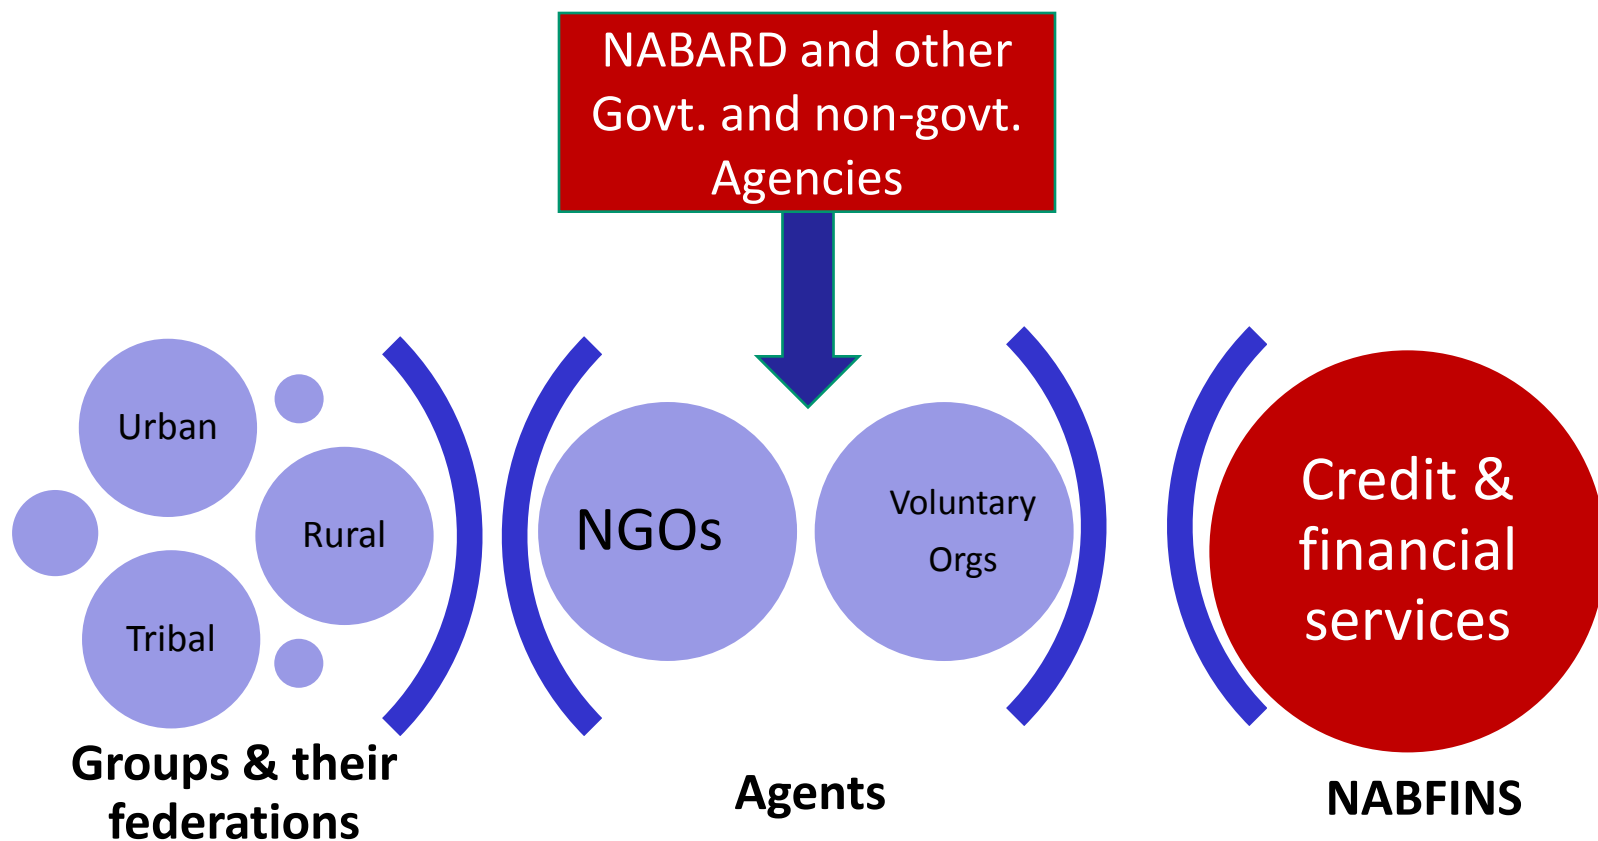 NABARD and other
Govt. and non-govt.
Agencies
Urban
Rural
Tribal
Groups & their
federations
NGOs
Voluntary
Orgs
Agents
Credit &
financial
services
NABFINS